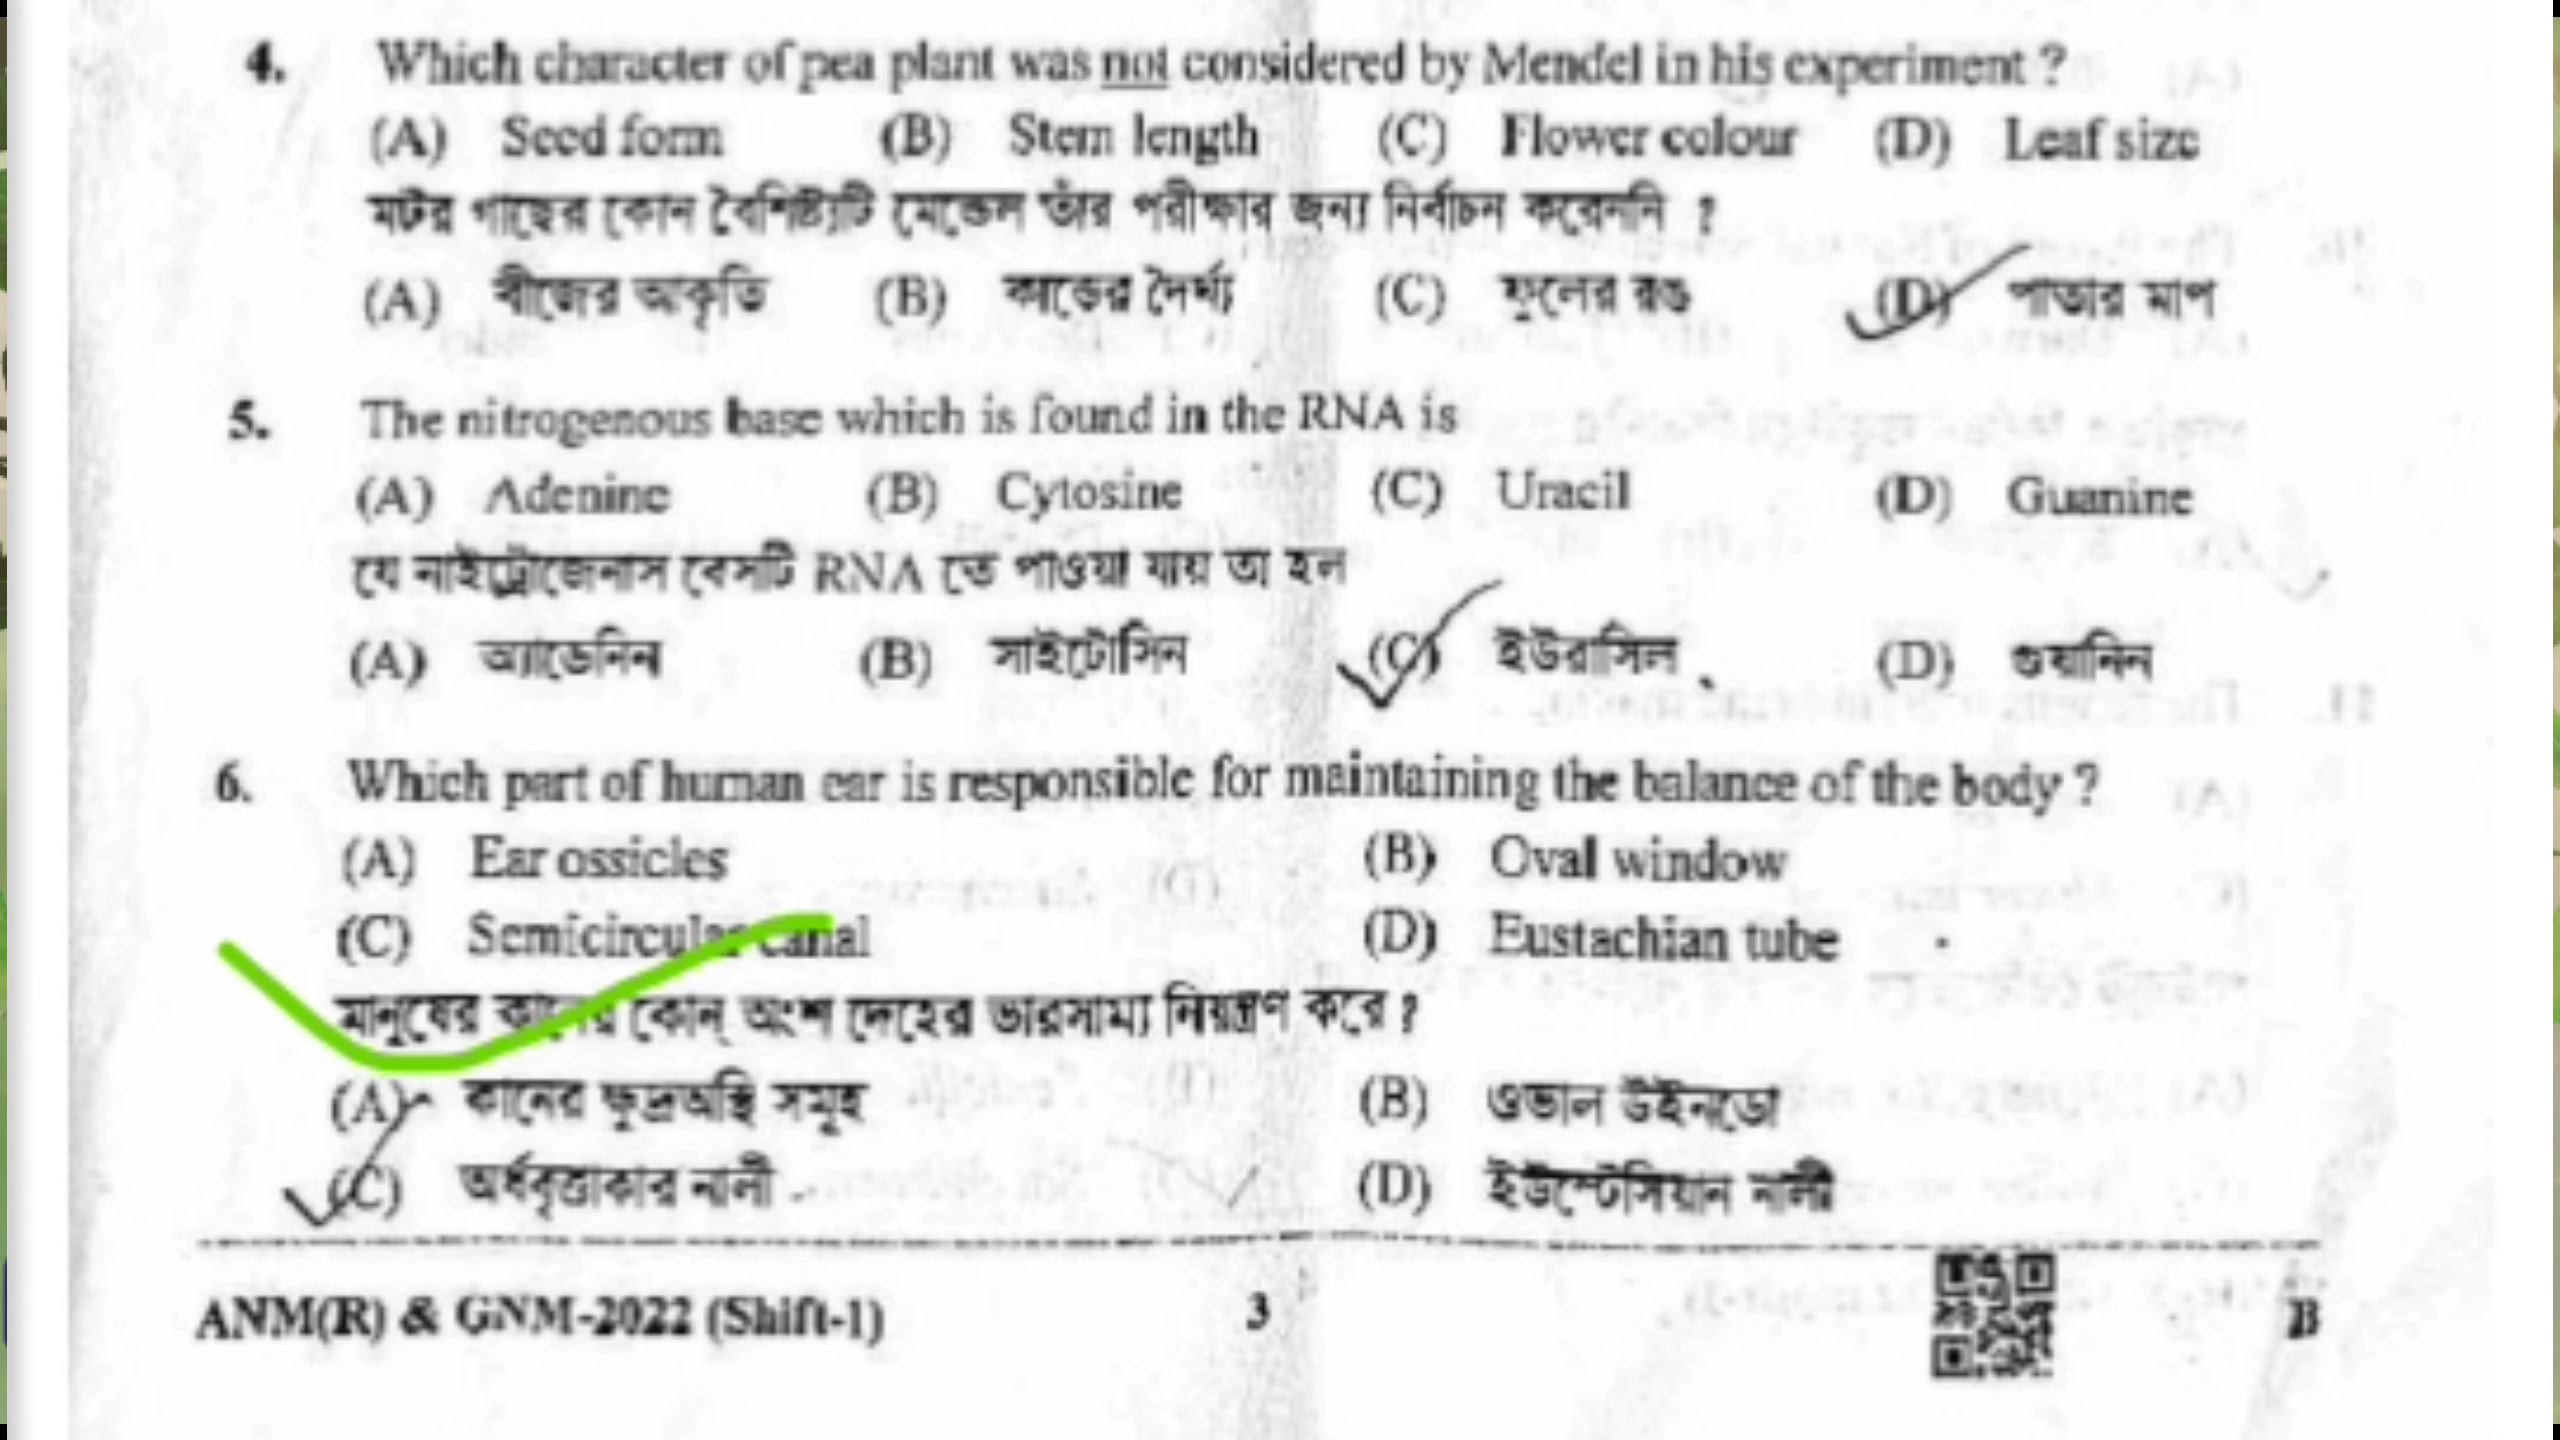 4. Which character of pea plant was not considered by Mendel in his experiment ?
(A) Seed form (B) Stem length (C) Flower colour (D) Leaf size
মটর গাছের কোন বৈশিষ্ট্যটি মেন্ডেল তাঁর পরীক্ষার জন্য নির্বাচন করেননি ?
(A) বীজের আকৃতি (B) কান্ডের দৈর্ঘ্য (C) ফুলের রঙ (D) পাতার মাপ
5. The nitrogenous base which is found in the RNA is
(A) Adenine (B) Cytosine (C) Uracil (D) Guanine
যে নাইট্রোজেনাস বেসটি RNA তে পাওয়া যায় তা হল
(A) অ্যাডেনিন (B) সাইটোসিন (C) ইউরাসিল (D) গুয়ানিন
6. Which part of human ear is responsible for maintaining the balance of the body ?
(A) Ear ossicles (B) Oval window
(C) Semicircular canal (D) Eustachian tube
মানুষের কানের কোন্ অংশ দেহের ভারসাম্য নিয়ন্ত্রণ করে ?
(A) কানের ক্ষুদ্রঅস্থি সমূহ (B) ওভাল উইনডো
(C) অর্ধবৃত্তাকার নালী (D) ইউস্টেসিয়ান নালী
ANM(R) & GNM-2022 (Shift-1) 3 B